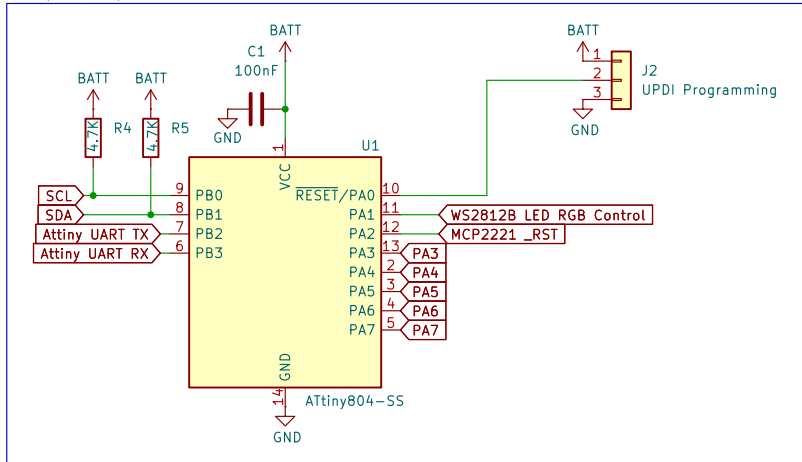 BATT
C1
100nF
GND
BATT
BATT
4.7K
R4
4.7K
R5
BATT
1
2
3
J2
UPDI Programming
GND
U1
1
VCC
SCL
9
PB0
SDA
8
PB1
Attiny UART TX
7
PB2
Attiny UART RX
6
PB3
RESET/PA0
10
PA1
11
WS2812B LED RGB Control
PA2
12
MCP2221 _RST
PA3
13
PA3
PA4
2
PA4
PA5
3
PA5
PA6
4
PA6
PA7
5
PA7
GND
14
ATtiny804-SS
GND